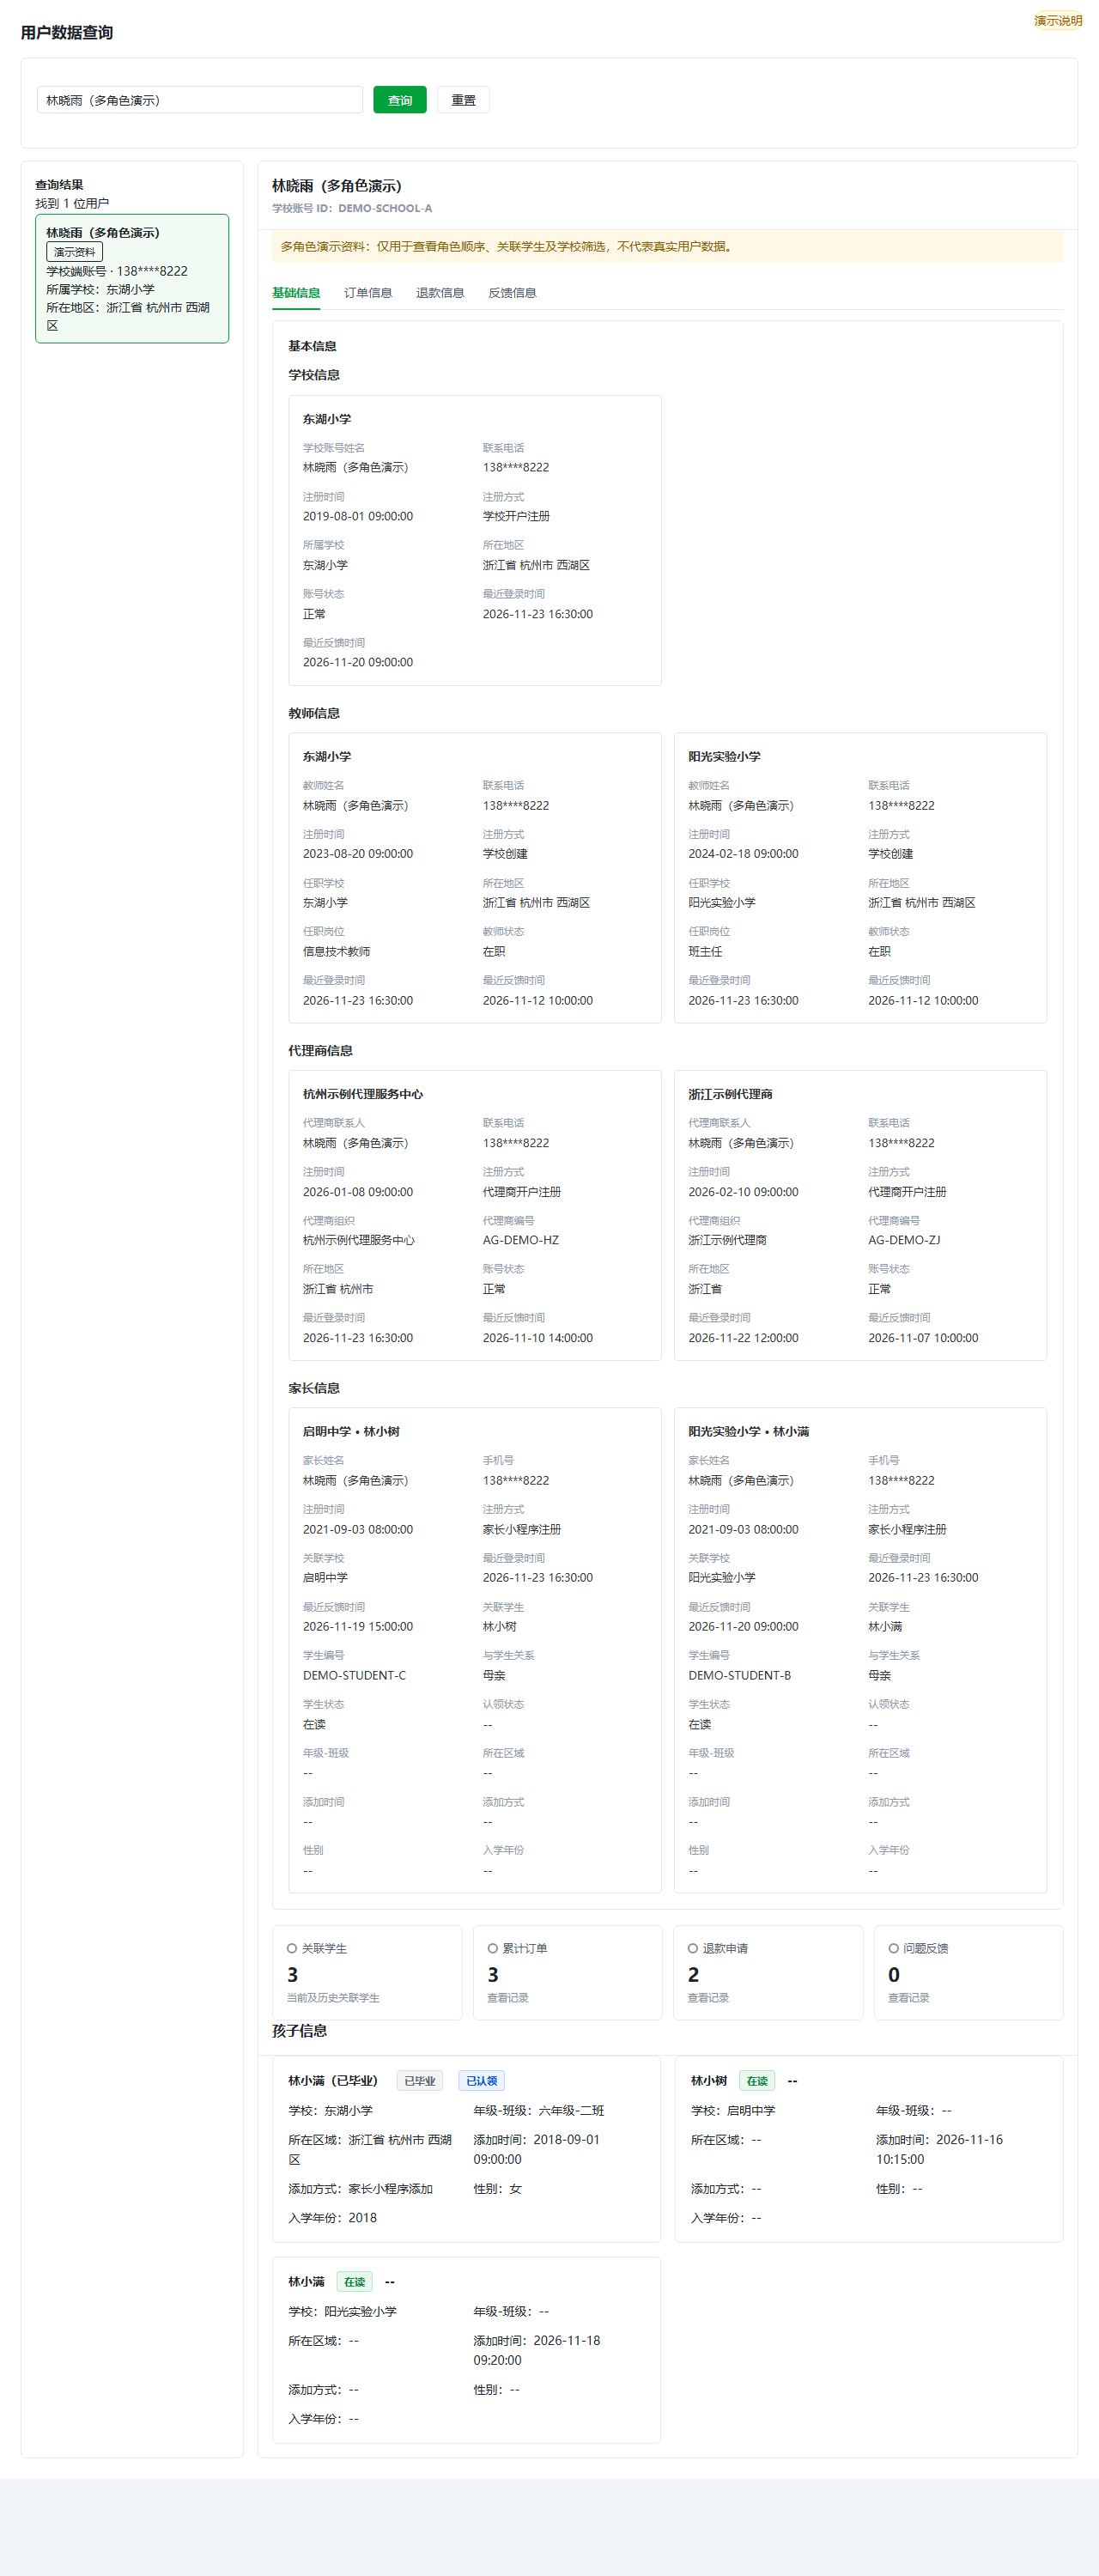 用户数据查询
演示说明
林晓雨（多角色演示）
查询
重置
查询结果
找到 1 位用户
林晓雨（多角色演示）
演示资料
学校端账号 · 138****8222
所属学校：东湖小学
所在地区：浙江省 杭州市 西湖
区
林晓雨（多角色演示）
学校账号 ID：DEMO-SCHOOL-A
多角色演示资料：仅用于查看角色顺序、关联学生及学校筛选，不代表真实用户数据。
基础信息
订单信息
退款信息
反馈信息
基本信息
学校信息
东湖小学
学校账号姓名
联系电话
林晓雨（多角色演示）
138****8222
注册时间
注册方式
2019-08-01 09:00:00
学校开户注册
所属学校
所在地区
东湖小学
浙江省 杭州市 西湖区
账号状态
最近登录时间
正常
2026-11-23 16:30:00
最近反馈时间
2026-11-20 09:00:00
教师信息
东湖小学
教师姓名
联系电话
林晓雨（多角色演示）
138****8222
注册时间
注册方式
2023-08-20 09:00:00
学校创建
任职学校
所在地区
东湖小学
浙江省 杭州市 西湖区
任职岗位
教师状态
信息技术教师
在职
最近登录时间
最近反馈时间
2026-11-23 16:30:00
2026-11-12 10:00:00
阳光实验小学
教师姓名
联系电话
林晓雨（多角色演示）
138****8222
注册时间
注册方式
2024-02-18 09:00:00
学校创建
任职学校
所在地区
阳光实验小学
浙江省 杭州市 西湖区
任职岗位
教师状态
班主任
在职
最近登录时间
最近反馈时间
2026-11-23 16:30:00
2026-11-12 10:00:00
代理商信息
杭州示例代理服务中心
代理商联系人
联系电话
林晓雨（多角色演示）
138****8222
注册时间
注册方式
2026-01-08 09:00:00
代理商开户注册
代理商组织
代理商编号
杭州示例代理服务中心
AG-DEMO-HZ
所在地区
账号状态
浙江省 杭州市
正常
最近登录时间
最近反馈时间
2026-11-23 16:30:00
2026-11-10 14:00:00
浙江示例代理商
代理商联系人
联系电话
林晓雨（多角色演示）
138****8222
注册时间
注册方式
2026-02-10 09:00:00
代理商开户注册
代理商组织
代理商编号
浙江示例代理商
AG-DEMO-ZJ
所在地区
账号状态
浙江省
正常
最近登录时间
最近反馈时间
2026-11-22 12:00:00
2026-11-07 10:00:00
家长信息
启明中学 • 林小树
家长姓名
手机号
林晓雨（多角色演示）
138****8222
注册时间
注册方式
2021-09-03 08:00:00
家长小程序注册
关联学校
最近登录时间
启明中学
2026-11-23 16:30:00
最近反馈时间
关联学生
2026-11-19 15:00:00
林小树
学生编号
与学生关系
DEMO-STUDENT-C
母亲
学生状态
认领状态
在读
--
年级-班级
所在区域
--
--
添加时间
添加方式
--
--
性别
入学年份
--
--
阳光实验小学 • 林小满
家长姓名
手机号
林晓雨（多角色演示）
138****8222
注册时间
注册方式
2021-09-03 08:00:00
家长小程序注册
关联学校
最近登录时间
阳光实验小学
2026-11-23 16:30:00
最近反馈时间
关联学生
2026-11-20 09:00:00
林小满
学生编号
与学生关系
DEMO-STUDENT-B
母亲
学生状态
认领状态
在读
--
年级-班级
所在区域
--
--
添加时间
添加方式
--
--
性别
入学年份
--
--
关联学生
3
当前及历史关联学生
累计订单
3
查看记录
退款申请
2
查看记录
问题反馈
0
查看记录
孩子信息
林小满（已毕业） 已毕业 已认领
学校：东湖小学
年级-班级：六年级-二班
所在区域：浙江省 杭州市 西湖
区
添加时间：2018-09-01
09:00:00
添加方式：家长小程序添加
性别：女
入学年份：2018
林小树 在读 --
学校：启明中学
年级-班级：--
所在区域：--
添加时间：2026-11-16
10:15:00
添加方式：--
性别：--
入学年份：--
林小满 在读 --
学校：阳光实验小学
年级-班级：--
所在区域：--
添加时间：2026-11-18
09:20:00
添加方式：--
性别：--
入学年份：--